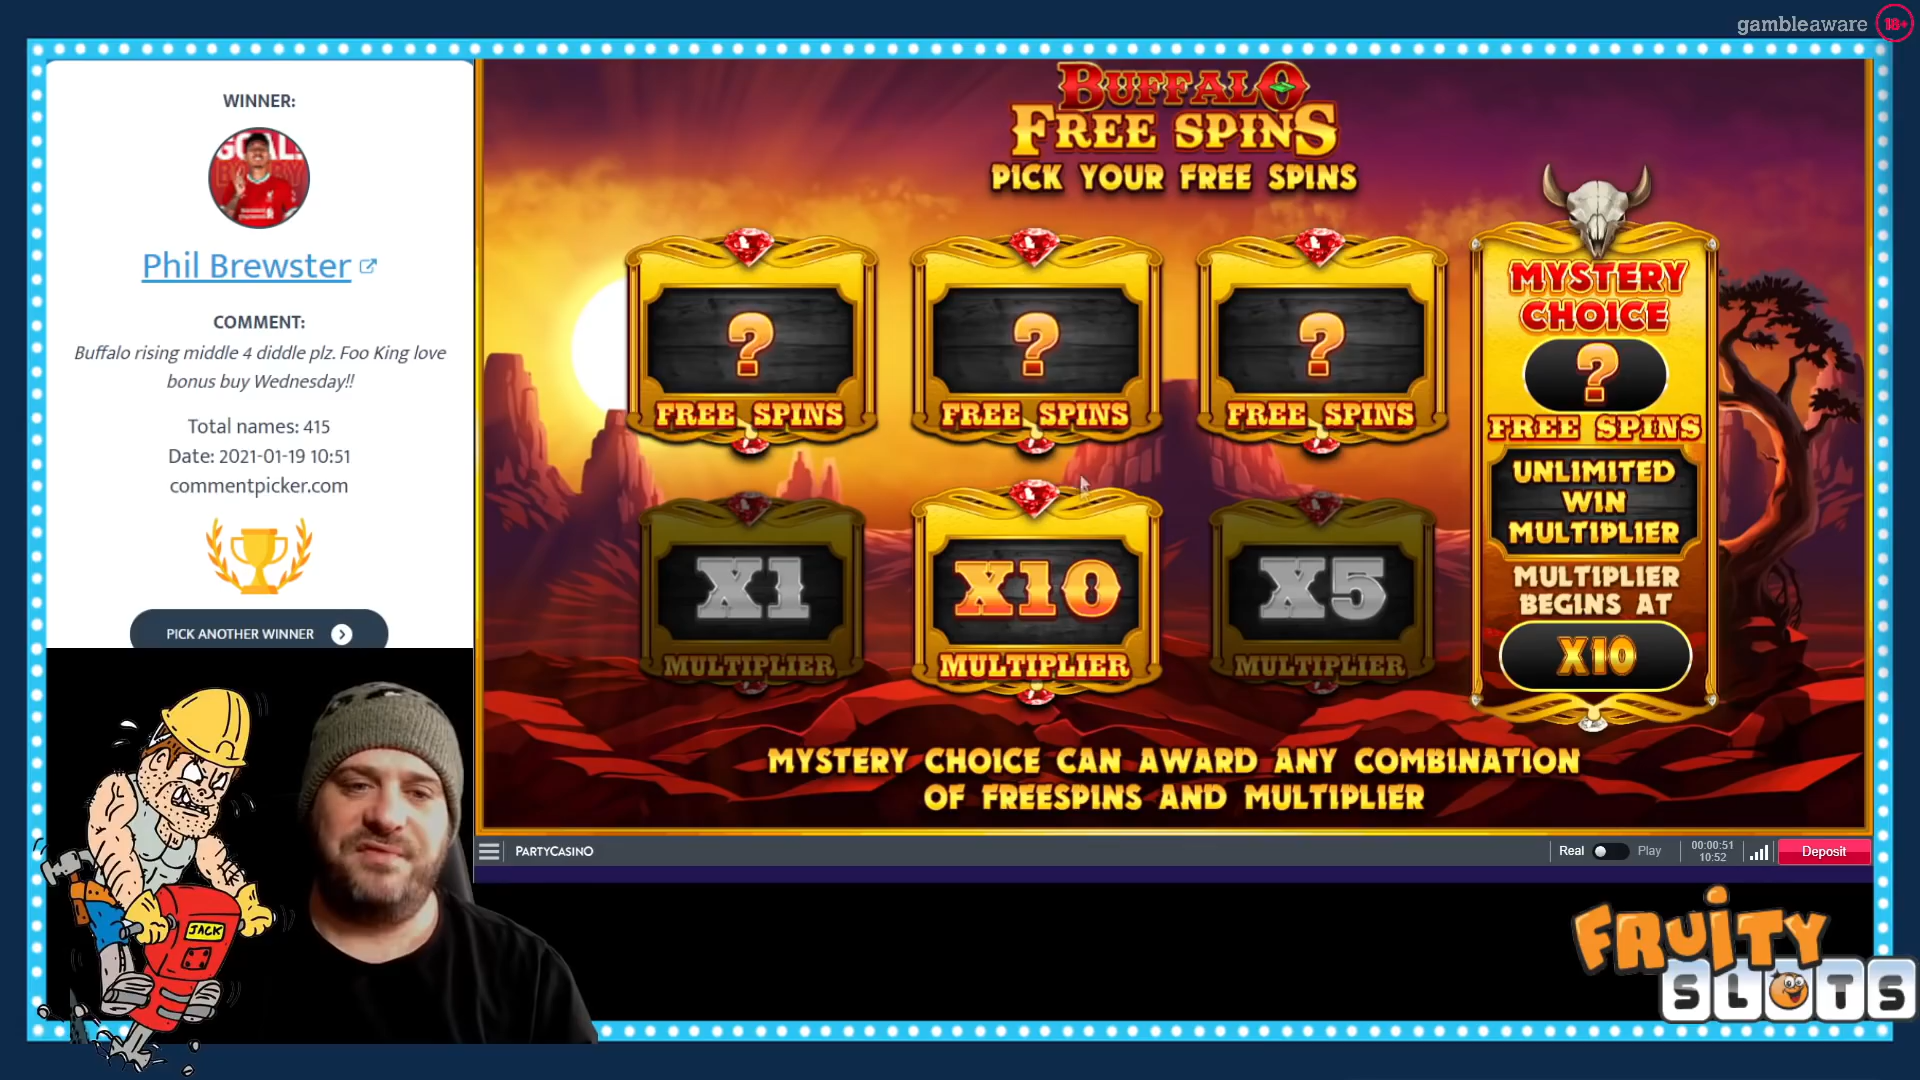 gambleaware 18+
WINNER:
GOAL!
BOBBY
Phil Brewster
COMMENT:
Buffalo rising middle 4 diddle plz. Foo King love
bonus buy Wednesday!!
Total names: 415
Date: 2021-01-19 10:51
commentpicker.com
PICK ANOTHER WINNER
JACK
BUFFALO
FREE SPINS
PICK YOUR FREE SPINS
?
FREE SPINS
?
FREE SPINS
?
FREE SPINS
X1
MULTIPLIER
X10
MULTIPLIER
X5
MULTIPLIER
MYSTERY
CHOICE
?
FREE SPINS
UNLIMITED
WIN
MULTIPLIER
MULTIPLIER
BEGINS AT
X10
MYSTERY CHOICE CAN AWARD ANY COMBINATION
OF FREESPINS AND MULTIPLIER
PARTYCASINO
Real Play
00:00:51
10:52
Deposit
FRUITY
SLOTS